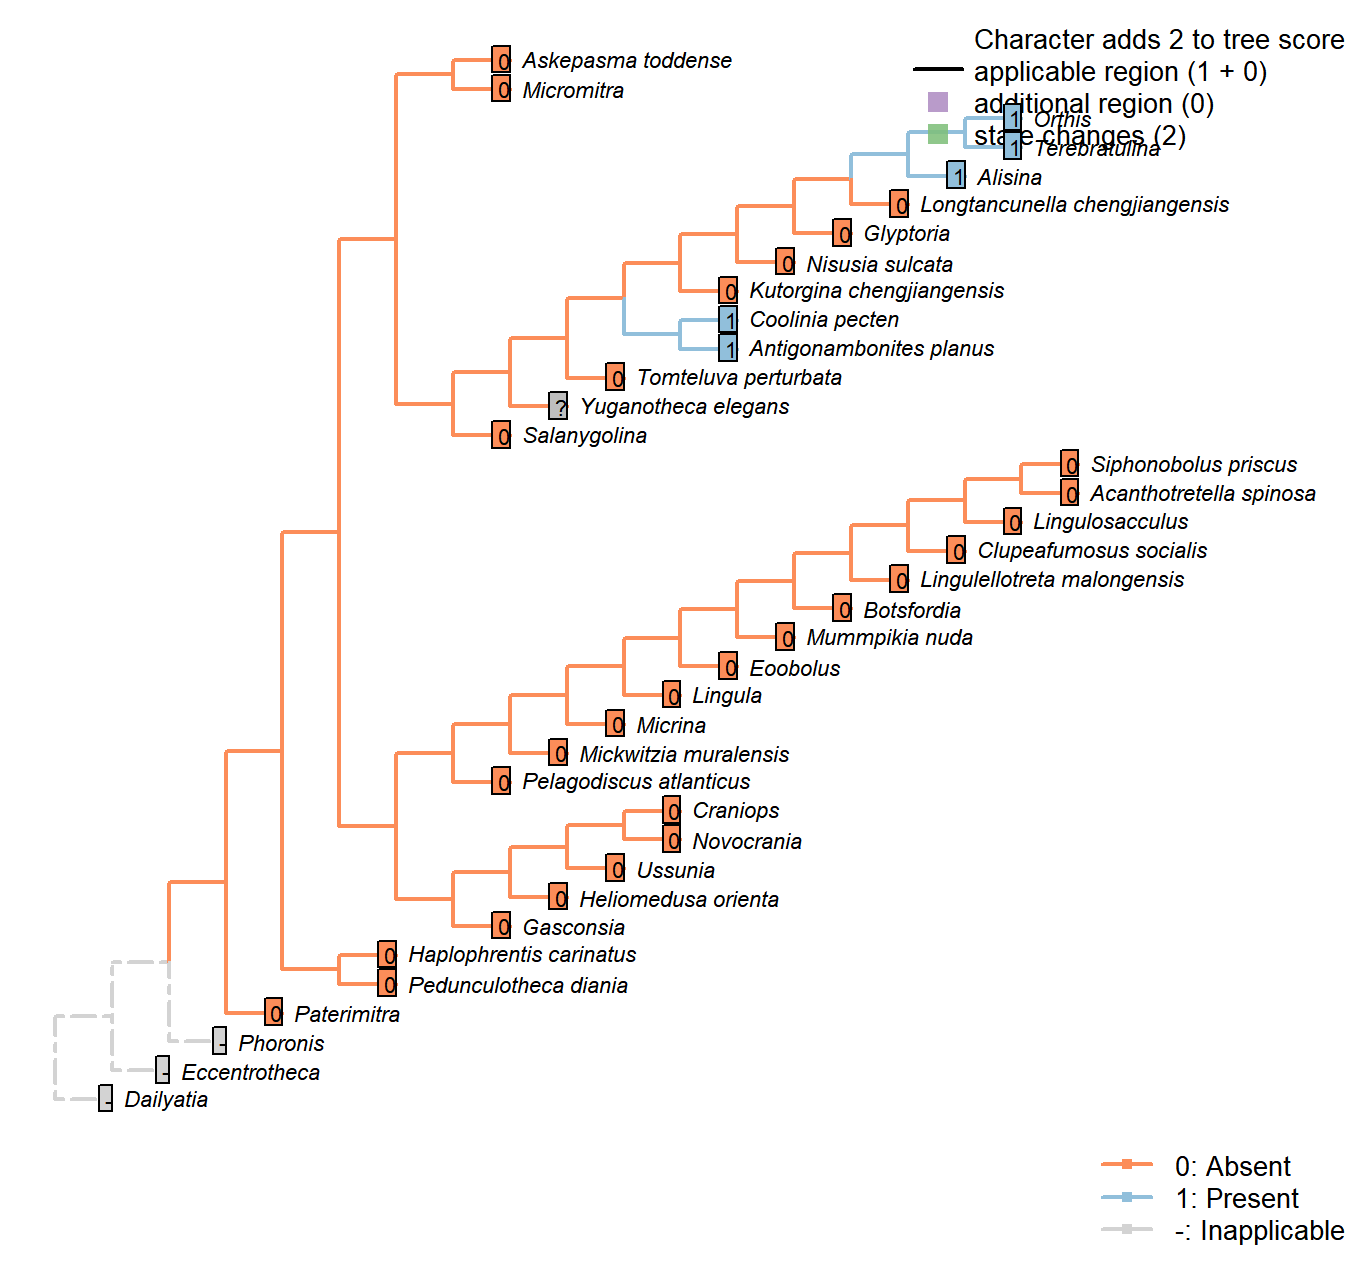 Character adds 2 to tree score
applicable region (1 + 0)
additional region (0)
state changes (2)
0 Askepasma toddense
0 Micromitra
1 Orthis
1 Terebratulina
1 Alisina
0 Longtancunella chengjiangensis
0 Glyptoria
0 Nisusia sulcata
0 Kutorgina chengjiangensis
1 Coolinia pecten
1 Antigonambonites planus
0 Tomteluva perturbata
? Yuganotheca elegans
0 Salanygolina
0 Siphonobolus priscus
0 Acanthotretella spinosa
0 Lingulosacculus
0 Clupeafumosus socialis
0 Lingulellotreta malongensis
0 Botsfordia
0 Mummpikia nuda
0 Eoobolus
0 Lingula
0 Micrina
0 Mickwitzia muralensis
0 Pelagodiscus atlanticus
0 Craniops
0 Novocrania
0 Ussunia
0 Heliomedusa orienta
0 Gasconsia
0 Haplophrentis carinatus
0 Pedunculotheca diania
0 Paterimitra
- Phoronis
- Eccentrotheca
- Dailyatia
0: Absent
1: Present
-: Inapplicable